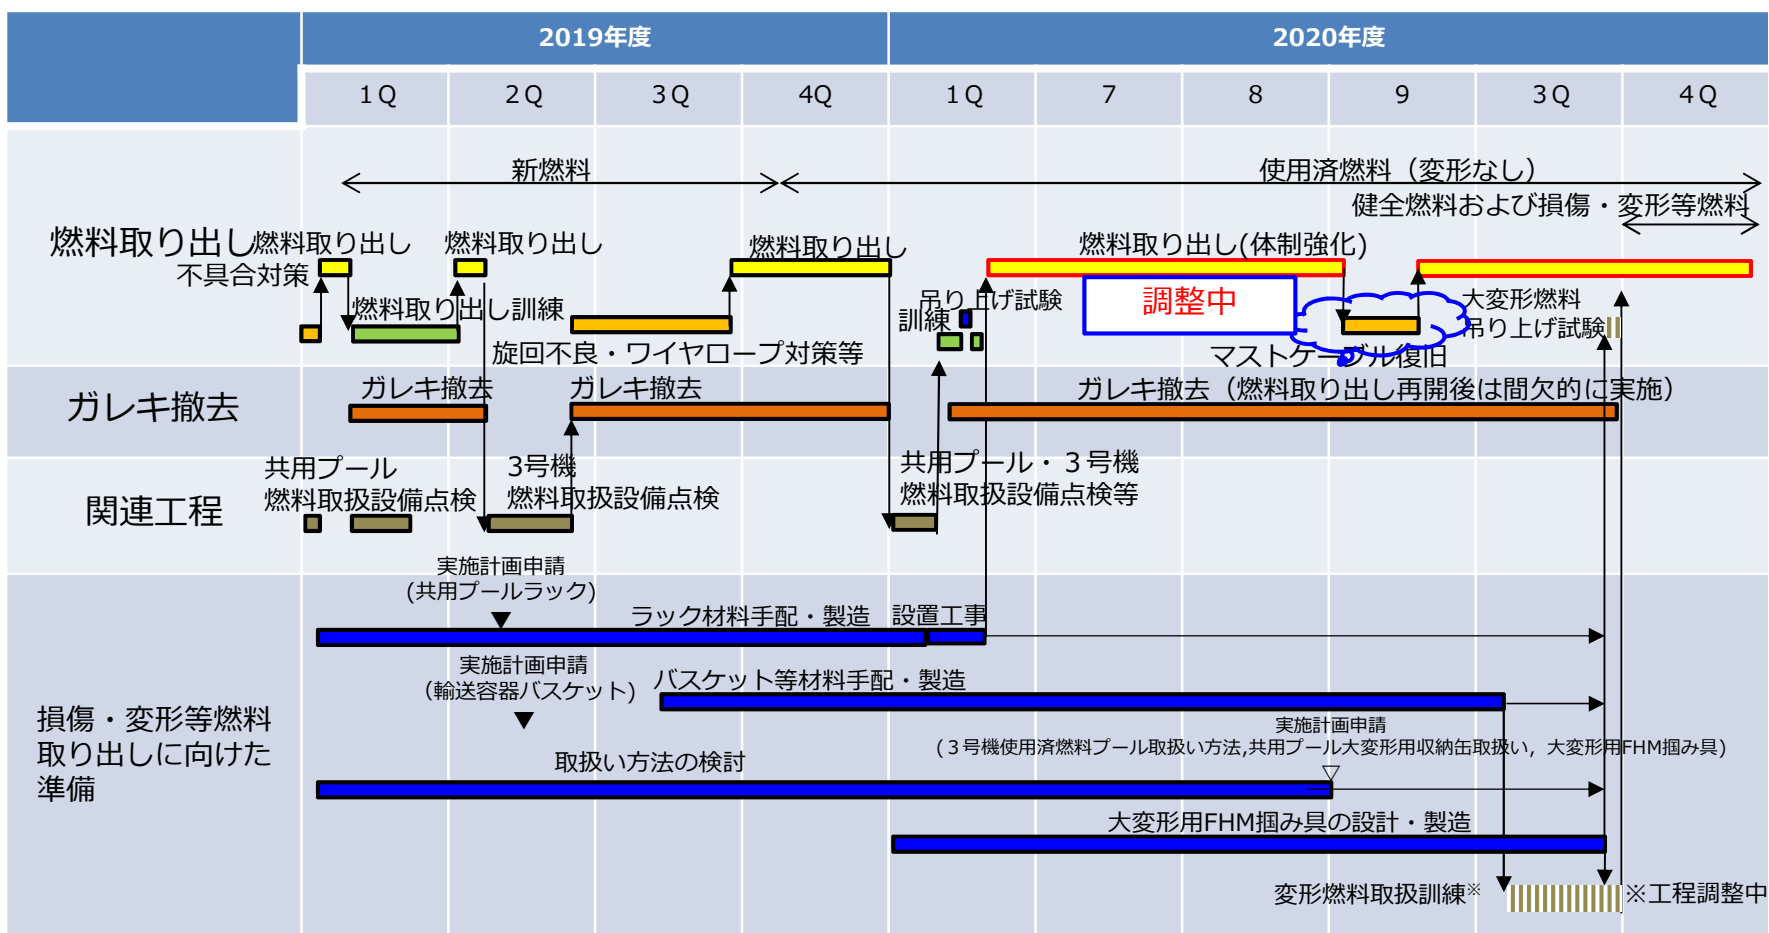 2019年度
2020年度
1Q
2Q
3Q
4Q
1Q
7
8
9
3Q
4Q
新燃料
使用済燃料（変形なし）
健全燃料および損傷・変形等燃料
燃料取り出し
燃料取り出し
燃料取り出し
燃料取り出し
燃料取り出し(体制強化)
不具合対策
燃料取り出し訓練
旋回不良・ワイヤロープ対策等
吊り上げ試験
訓練
調整中
大変形燃料
吊り上げ試験
マストケーブル復旧
ガレキ撤去
ガレキ撤去
ガレキ撤去
ガレキ撤去（燃料取り出し再開後は間欠的に実施）
関連工程
共用プール
燃料取扱設備点検
3号機
燃料取扱設備点検
共用プール・３号機
燃料取扱設備点検等
損傷・変形等燃料
取り出しに向けた
準備
実施計画申請
(共用プールラック)
ラック材料手配・製造
設置工事
実施計画申請
（輸送容器バスケット)
バスケット等材料手配・製造
実施計画申請
(３号機使用済燃料プール取扱い方法,共用プール大変形用収納缶取扱い，大変形用FHM掴み具)
取扱い方法の検討
大変形用FHM掴み具の設計・製造
変形燃料取扱訓練※
※工程調整中